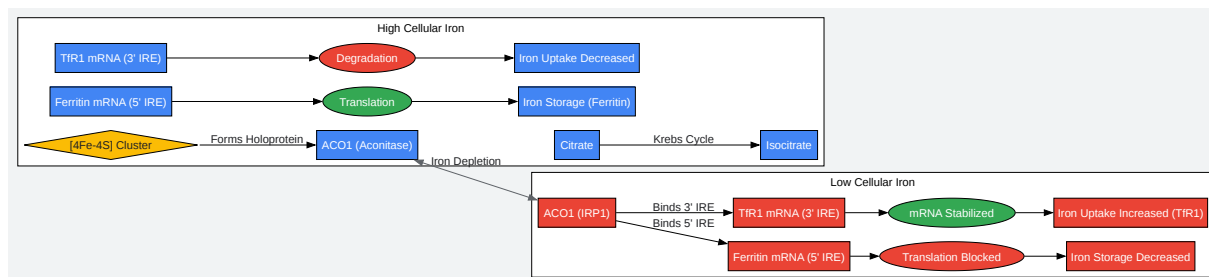 High Cellular Iron
TfR1 mRNA (3' IRE)
Degradation
Iron Uptake Decreased
Ferritin mRNA (5' IRE)
Translation
Iron Storage (Ferritin)
[4Fe-4S] Cluster
Forms Holoprotein
ACO1 (Aconitase)
Citrate
Krebs Cycle
Isocitrate
Iron Depletion
Low Cellular Iron
ACO1 (IRP1)
Binds 3' IRE
TfR1 mRNA (3' IRE)
mRNA Stabilized
Iron Uptake Increased (TfR1)
Binds 5' IRE
Ferritin mRNA (5' IRE)
Translation Blocked
Iron Storage Decreased